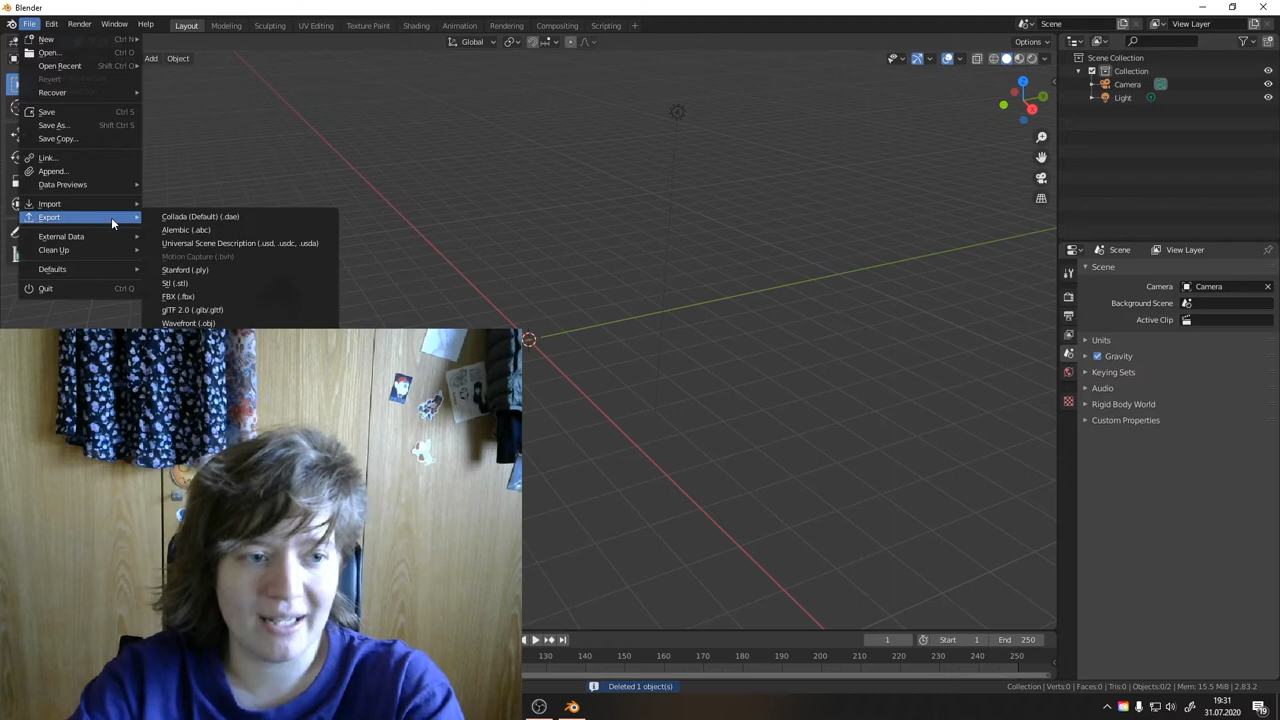 Blender
File Edit Render Window Help
Layout Modeling Sculpting UV Editing Texture Paint Shading Animation Rendering Compositing Scripting
Scene
View Layer
Add Object
Global
Options
New Ctrl N
Open... Ctrl O
Open Recent Shift Ctrl O
Revert
Recover
Save Ctrl S
Save As... Shift Ctrl S
Save Copy...
Link...
Append...
Data Previews
Import
Export
External Data
Clean Up
Defaults
Quit Ctrl Q
Collada (Default) (.dae)
Alembic (.abc)
Universal Scene Description (.usd, .usdc, .usda)
Motion Capture (.bvh)
Stanford (.ply)
Stl (.stl)
FBX (.fbx)
glTF 2.0 (.glb/.gltf)
Wavefront (.obj)
Z
Y
X
Scene Collection
Collection
Camera
Light
Scene View Layer
Scene
Camera Camera
Background Scene
Active Clip
Units
Gravity
Keying Sets
Audio
Rigid Body World
Custom Properties
1 Start 1 End 250
130 140 150 160 170 180 190 200 210 220 230 240 250
Deleted 1 object(s)
Collection | Verts:0 | Faces:0 | Tris:0 | Objects:0/2 | Mem: 15.5 MiB | 2.83.2
19:31
31.07.2020
19